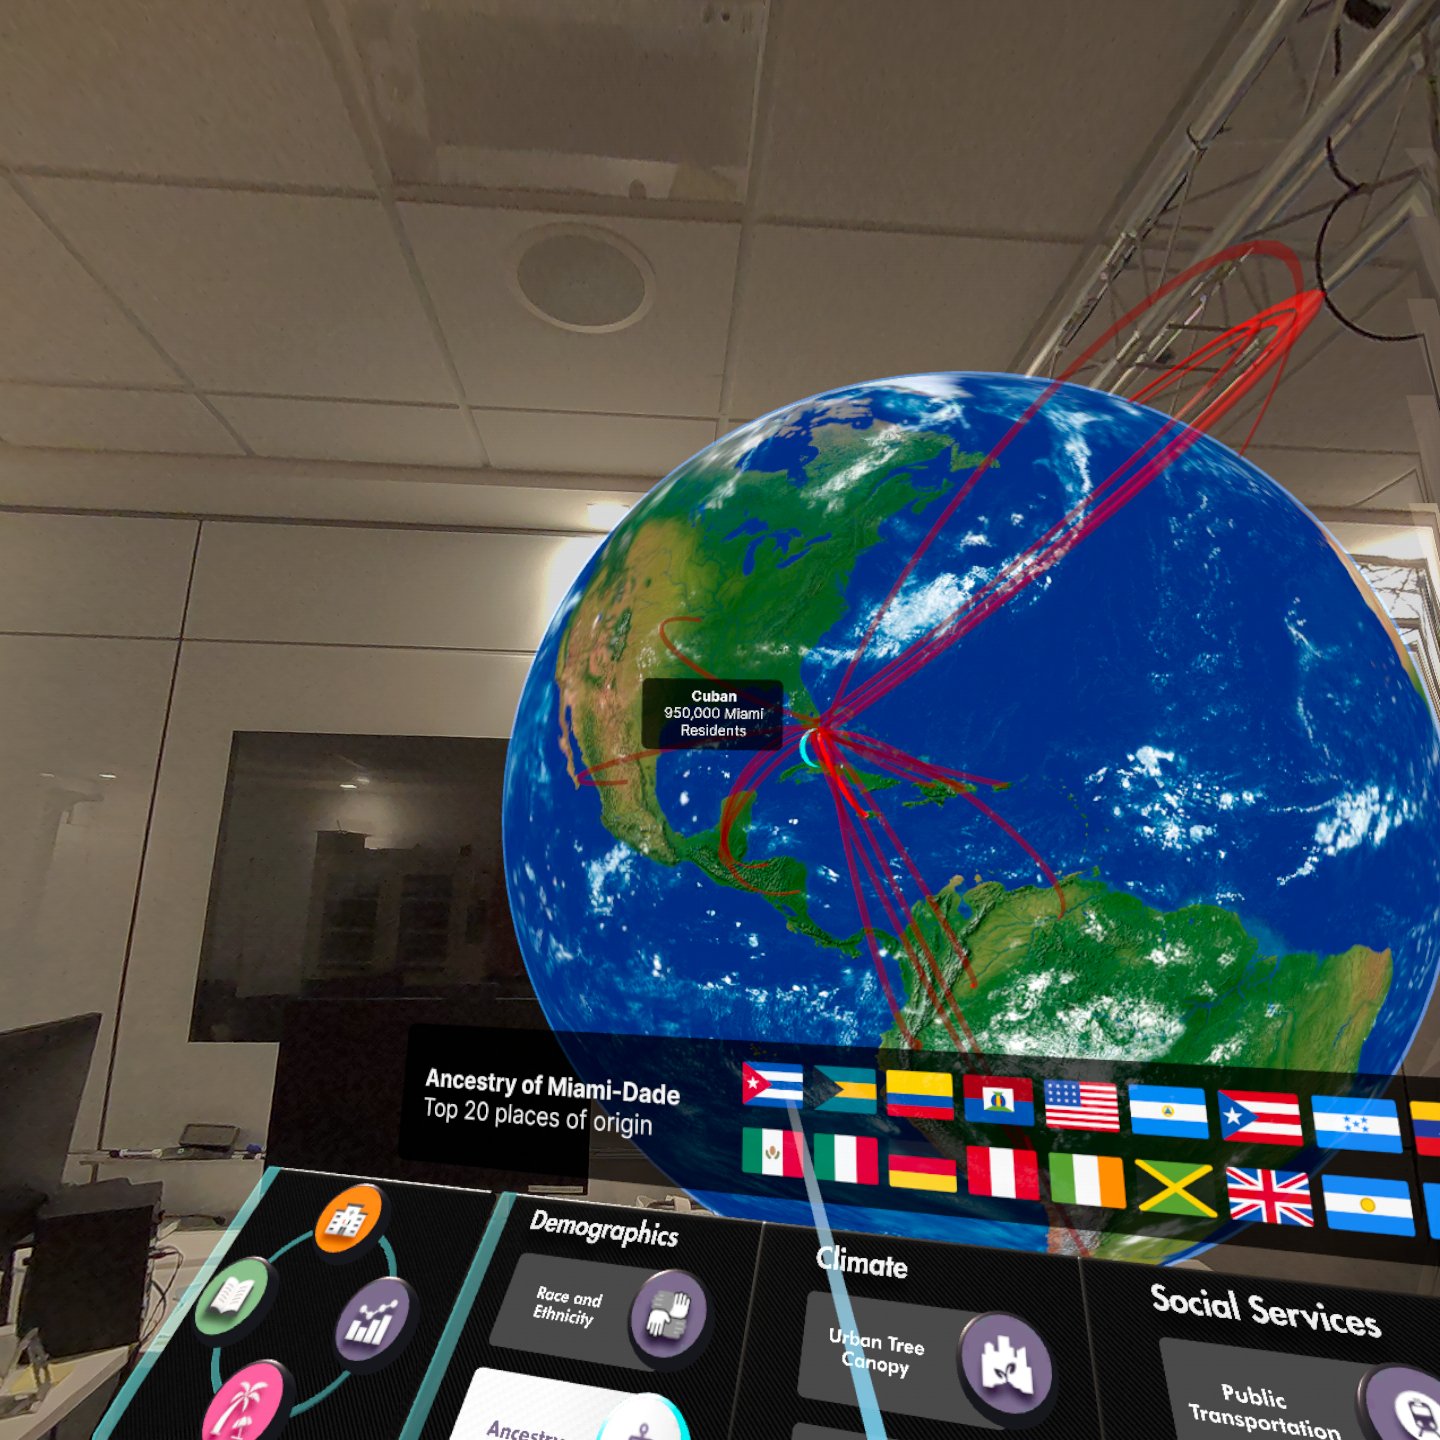 Cuban
950,000 Miami
Residents
Ancestry of Miami-Dade
Top 20 places of origin
Demographics
Race and
Ethnicity
Ancestry
Climate
Urban Tree
Canopy
Social Services
Public
Transportation